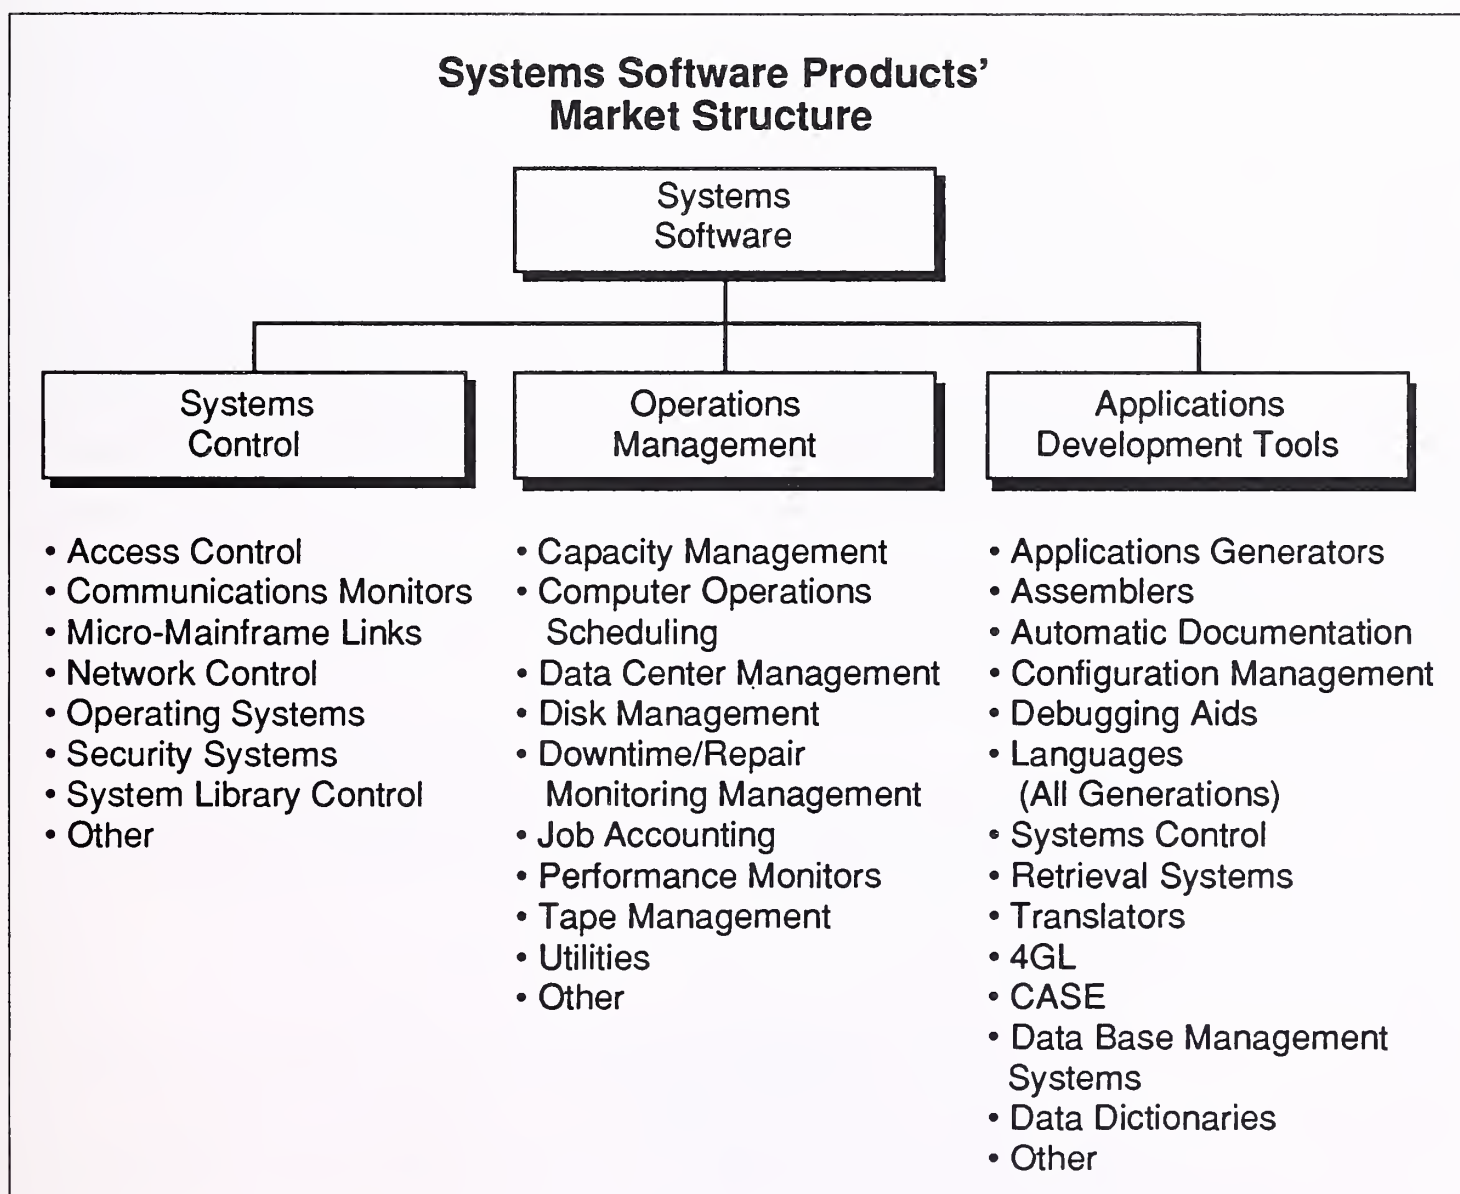 Systems Software Products’
Market Structure
Systems
Software
Systems
Control
• Access Control
• Communications Monitors
• Micro-Mainframe Links
• Network Control
• Operating Systems
• Security Systems
• System Library Control
• Other
Operations
Management
• Capacity Management
• Computer Operations
Scheduling
• Data Center Management
• Disk Management
• Downtime/Repair
Monitoring Management
• Job Accounting
• Performance Monitors
• Tape Management
• Utilities
• Other
Applications
Development Tools
• Applications Generators
• Assemblers
• Automatic Documentation
• Configuration Management
• Debugging Aids
• Languages
(All Generations)
• Systems Control
• Retrieval Systems
• Translators
• 4GL
• CASE
• Data Base Management
Systems
• Data Dictionaries
• Other